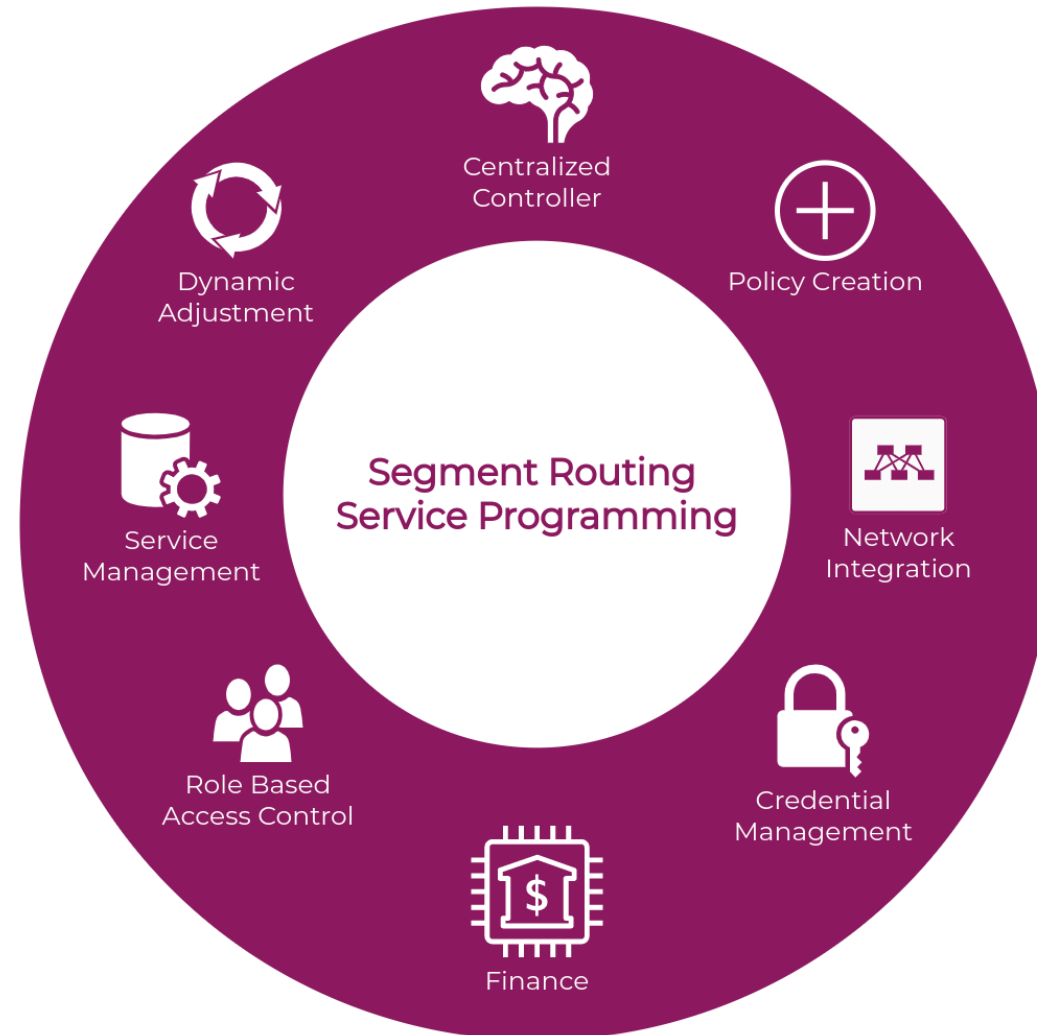 Centralized
Controller
Policy Creation
Network
Integration
Credential
Management
$
Finance
Role Based
Access Control
Service
Management
Dynamic
Adjustment
Segment Routing
Service Programming